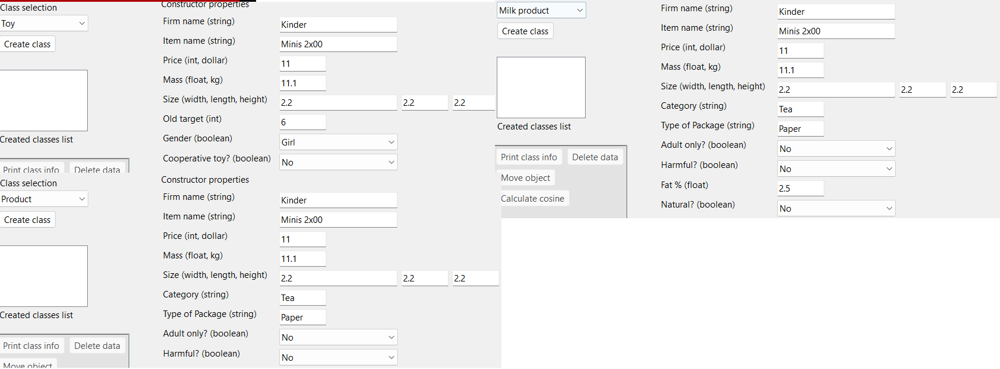 Class selection
Toy
Create class
Created classes list
Print class info Delete data
Constructor properties
Firm name (string) Kinder
Item name (string) Minis 2x00
Price (int, dollar) 11
Mass (float, kg) 11.1
Size (width, length, height) 2.2 2.2 2.2
Old target (int) 6
Gender (boolean) Girl
Cooperative toy? (boolean) No
Class selection
Product
Create class
Created classes list
Print class info Delete data
Move object
Constructor properties
Firm name (string) Kinder
Item name (string) Minis 2x00
Price (int, dollar) 11
Mass (float, kg) 11.1
Size (width, length, height) 2.2 2.2 2.2
Category (string) Tea
Type of Package (string) Paper
Adult only? (boolean) No
Harmful? (boolean) No
Milk product
Create class
Created classes list
Print class info Delete data
Move object
Calculate cosine
Firm name (string) Kinder
Item name (string) Minis 2x00
Price (int, dollar) 11
Mass (float, kg) 11.1
Size (width, length, height) 2.2 2.2 2.2
Category (string) Tea
Type of Package (string) Paper
Adult only? (boolean) No
Harmful? (boolean) No
Fat % (float) 2.5
Natural? (boolean) No